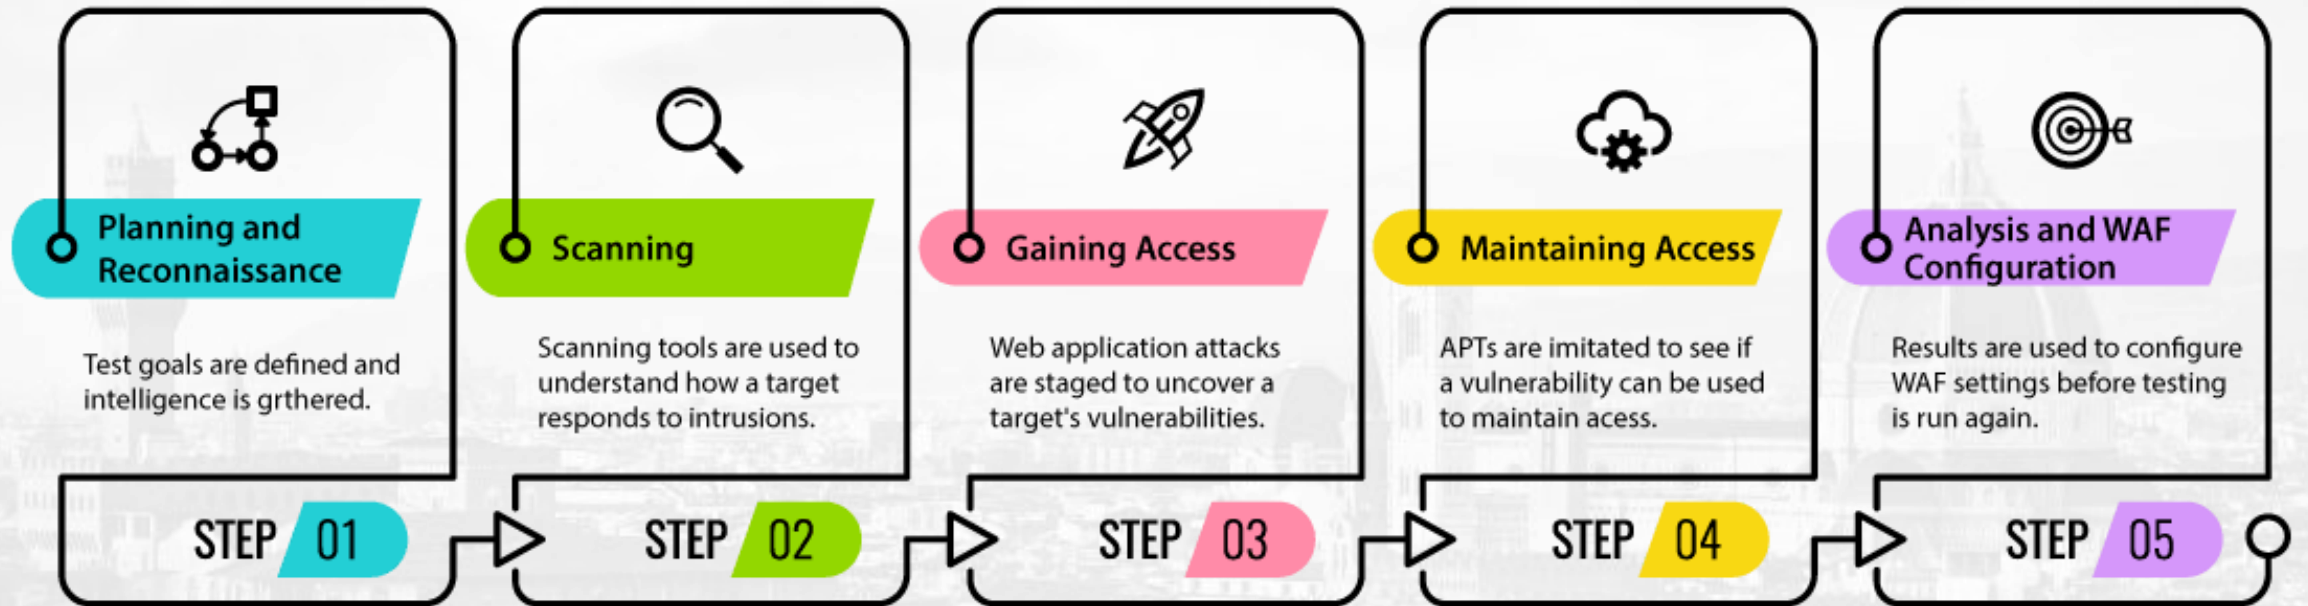 Planning and
Reconnaissance
Test goals are defined and
intelligence is grthered.
STEP 01
Scanning
Scanning tools are used to
understand how a target
responds to intrusions.
STEP 02
Gaining Access
Web application attacks
are staged to uncover a
target's vulnerabilities.
STEP 03
Maintaining Access
APTs are imitated to see if
a vulnerability can be used
to maintain acess.
STEP 04
Analysis and WAF
Configuration
Results are used to configure
WAF settings before testing
is run again.
STEP 05